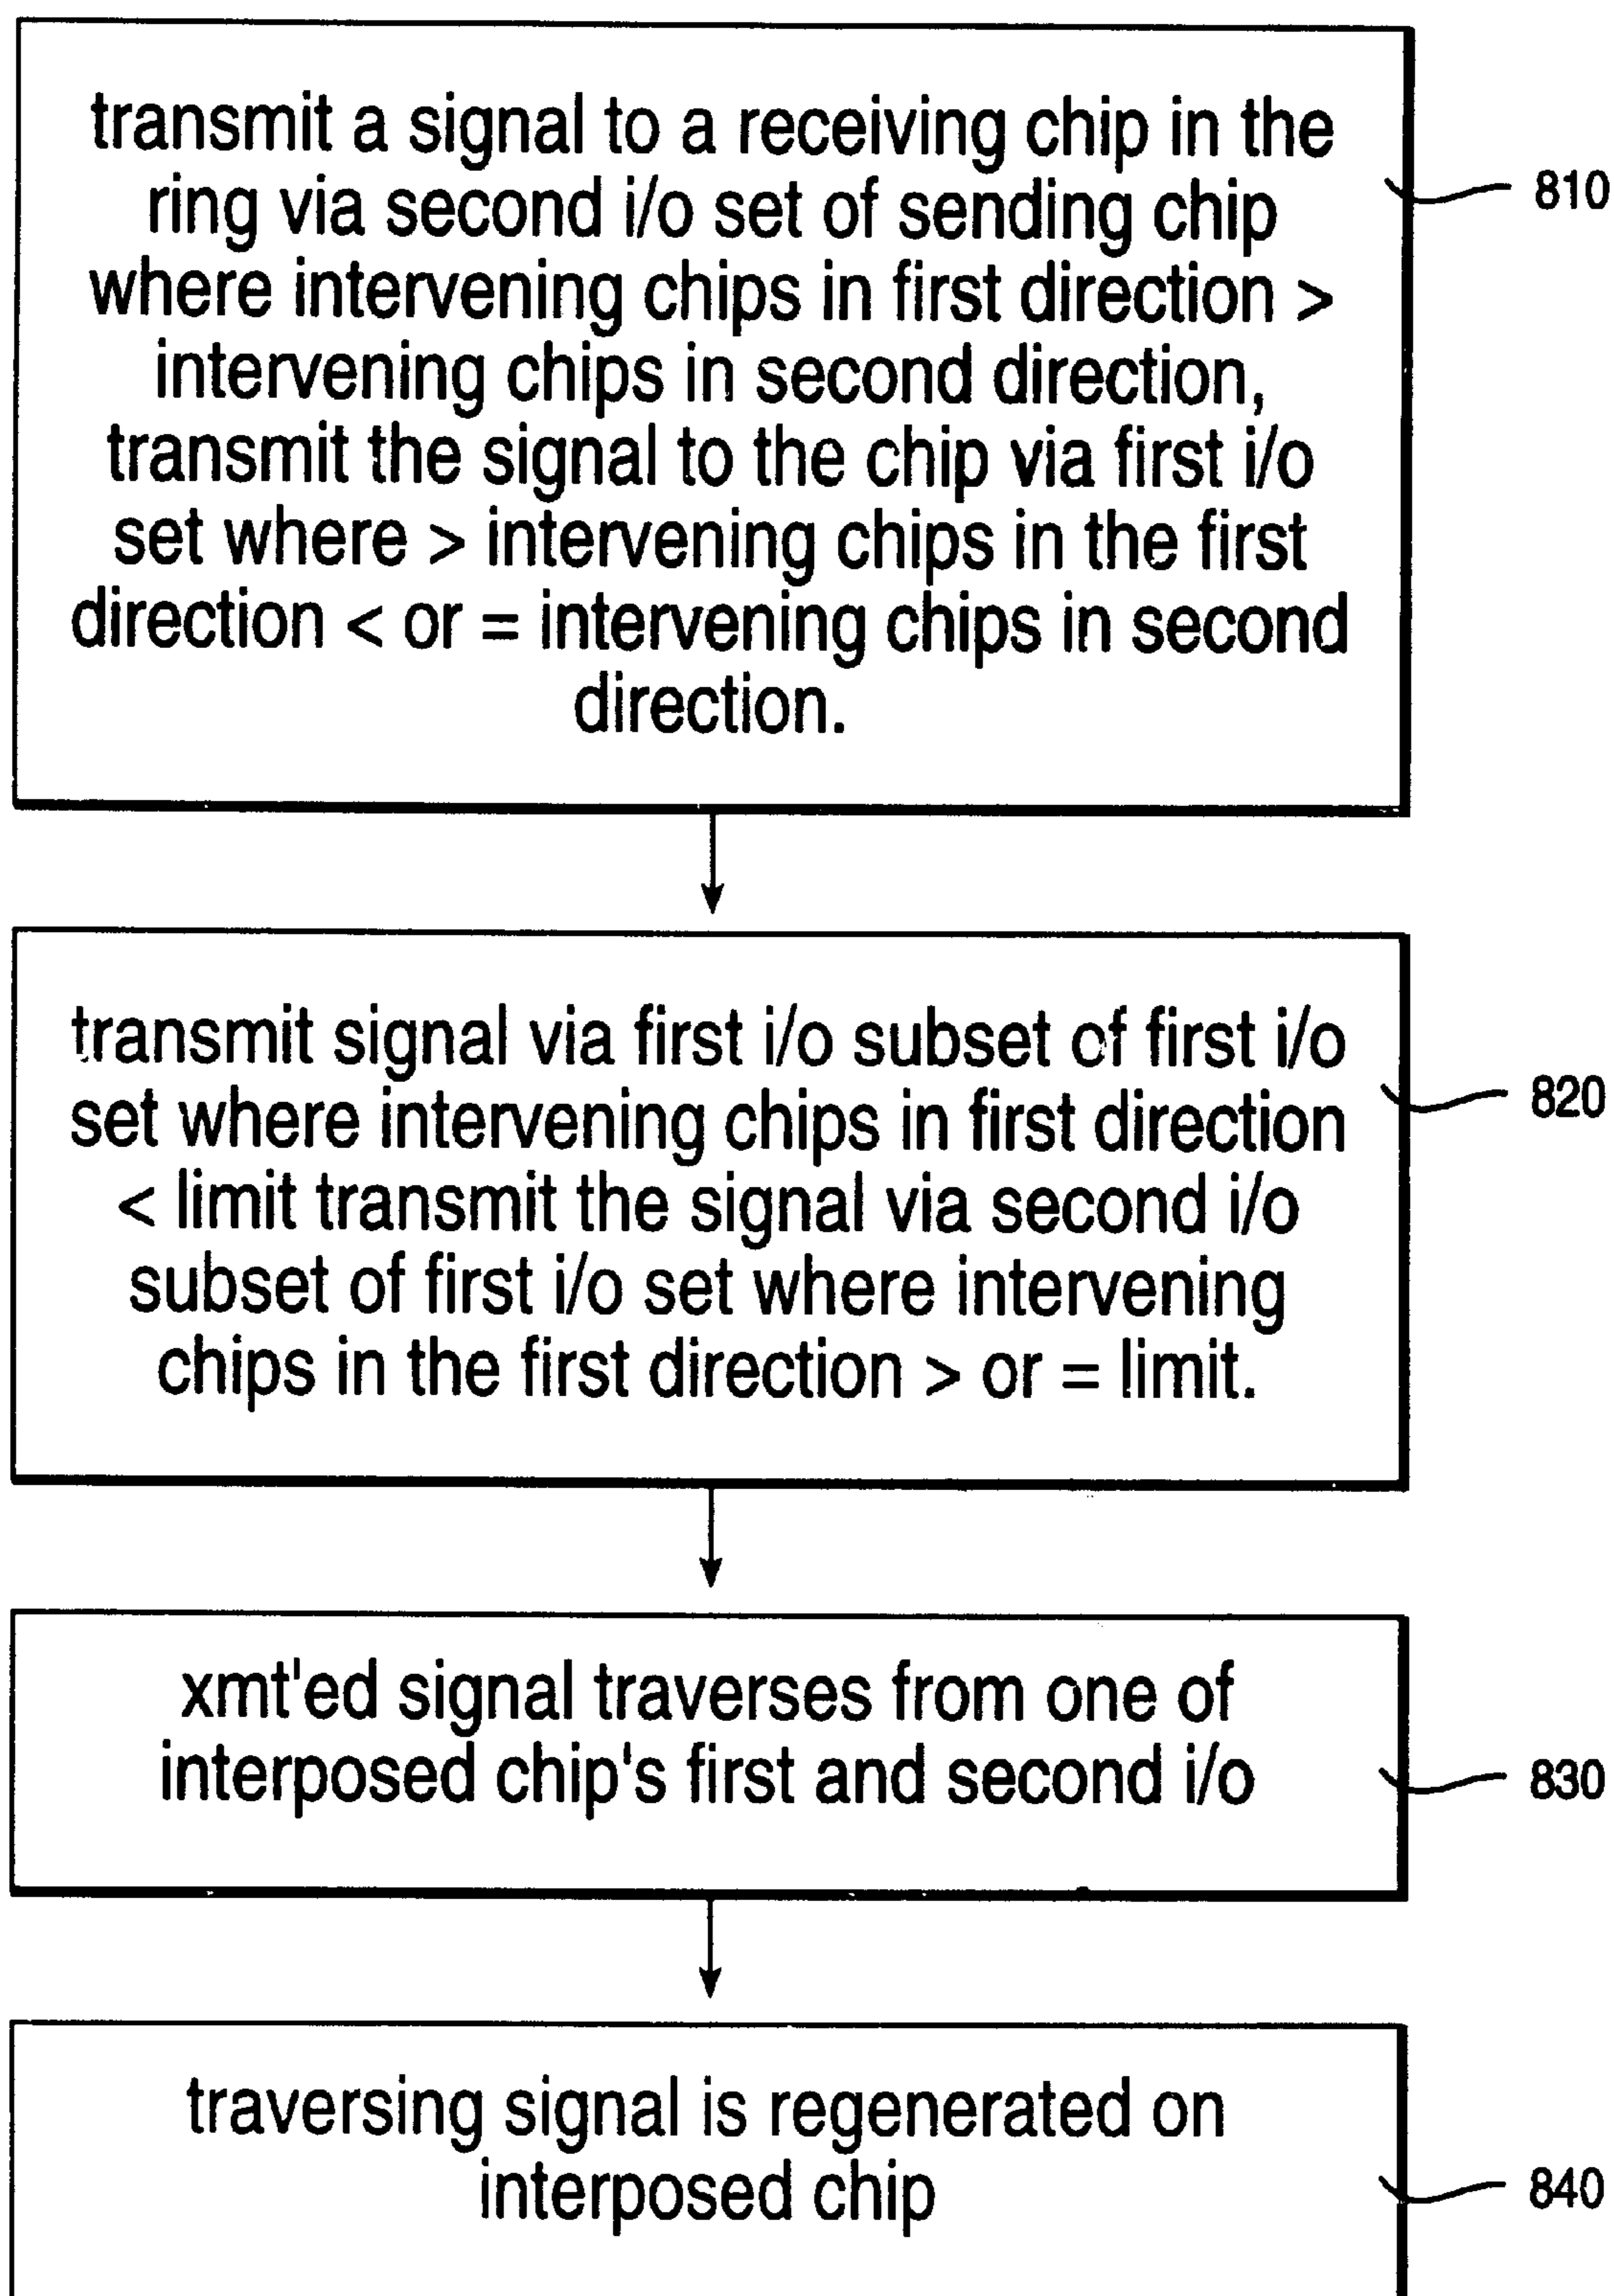 transmit a signal to a receiving chip in the
ring via second i/o set of sending chip
where intervening chips in first direction >
intervening chips in second direction,
transmit the signal to the chip via first i/o
set where > intervening chips in the first
direction < or = intervening chips in second
direction.
810
transmit signal via first i/o subset of first i/o
set where intervening chips in first direction
< limit transmit the signal via second i/o
subset of first i/o set where intervening
chips in the first direction > or = limit.
820
xmt'ed signal traverses from one of
interposed chip's first and second i/o
830
traversing signal is regenerated on
interposed chip
840